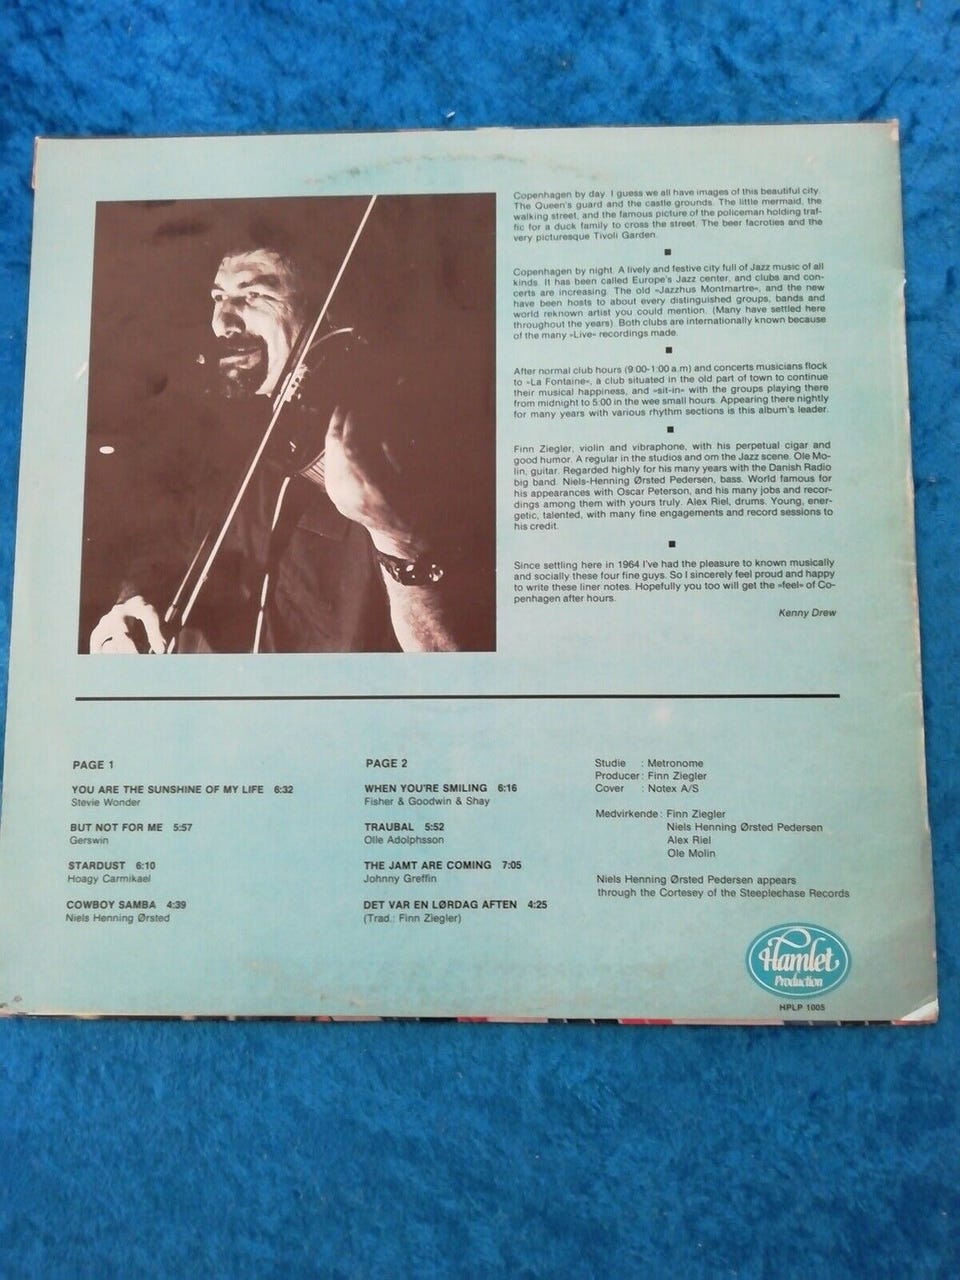 Copenhagen by day. I guess we all have images of this beautiful city.
The Queen's guard and the castle grounds. The little mermaid, the
walking street, and the famous picture of the policeman holding traf-
fic for a duck family to cross the street. The beer facroties and the
very picturesque Tivoli Garden.
Copenhagen by night. A lively and festive city full of Jazz music of all
kinds. It has been called Europe's Jazz center, and clubs and con-
certs are increasing. The old »Jazzhus Montmartre«, and the new
have been hosts to about every distinguished groups, bands and
world reknown artist you could mention. (Many have settled here
throughout the years). Both clubs are internationally known because
of the many »Live« recordings made.
After normal club hours (9:00-1:00 a.m) and concerts musicians flock
to »La Fontaine«, a club situated in the old part of town to continue
their musical happiness, and »sit-in« with the groups playing there
from midnight to 5:00 in the wee small hours. Appearing there nightly
for many years with various rhythm sections is this album's leader.
Finn Ziegler, violin and vibraphone, with his perpetual cigar and
good humor. A regular in the studios and om the Jazz scene. Ole Mo-
lin, guitar. Regarded highly for his many years with the Danish Radio
big band. Niels-Henning Ørsted Pedersen, bass. World famous for
his appearances with Oscar Peterson, and his many jobs and recor-
dings among them with yours truly. Alex Riel, drums. Young, ener-
getic, talented, with many fine engagements and record sessions to
his credit.
Since settling here in 1964 I've had the pleasure to known musically
and socially these four fine guys. So I sincerely feel proud and happy
to write these liner notes. Hopefully you too will get the »feel« of Co-
penhagen after hours.
Kenny Drew
PAGE 1
YOU ARE THE SUNSHINE OF MY LIFE 6:32
Stevie Wonder
BUT NOT FOR ME 5:57
Gerswin
STARDUST 6:10
Hoagy Carmikael
COWBOY SAMBA 4:39
Niels Henning Ørsted
PAGE 2
WHEN YOU'RE SMILING 6:16
Fisher & Goodwin & Shay
TRAUBAL 5:52
Olle Adolphsson
THE JAMT ARE COMING 7:05
Johnny Greffin
DET VAR EN LØRDAG AFTEN 4:25
(Trad.: Finn Ziegler)
Studie : Metronome
Producer : Finn Ziegler
Cover : Notex A/S
Medvirkende : Finn Ziegler
Niels Henning Ørsted Pedersen
Alex Riel
Ole Molin
Niels Henning Ørsted Pedersen appears
through the Cortesey of the Steeplechase Records
Hamlet
Production
HPLP 1005